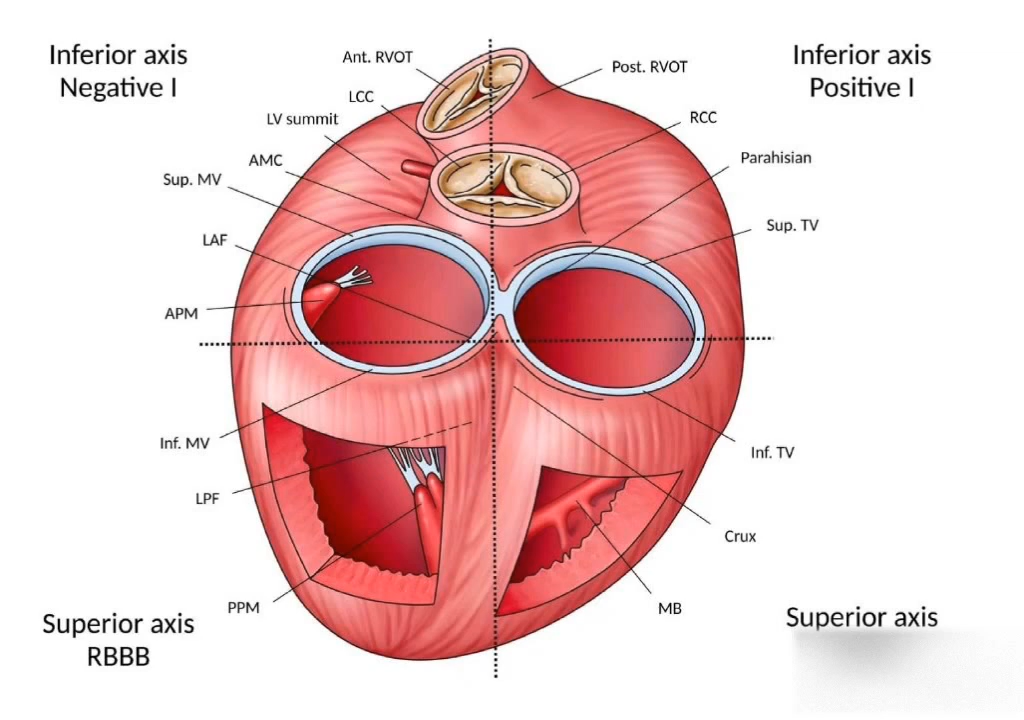 Inferior axis
Negative I
Inferior axis
Positive I
Ant. RVOT
Post. RVOT
LCC
RCC
LV summit
Parahisian
AMC
Sup. MV
Sup. TV
LAF
APM
Inf. MV
Inf. TV
LPF
Crux
PPM
MB
Superior axis
RBBB
Superior axis